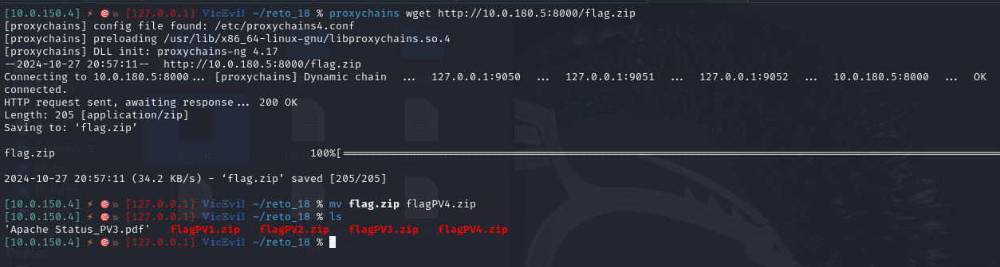 [10.0.150.4] ⚡ 🎯💥 [127.0.0.1] 𝕍𝕚𝕔𝔼𝕧𝕚𝕝 ~/reto_18 % proxychains wget http://10.0.180.5:8000/flag.zip
[proxychains] config file found: /etc/proxychains4.conf
[proxychains] preloading /usr/lib/x86_64-linux-gnu/libproxychains.so.4
[proxychains] DLL init: proxychains-ng 4.17
--2024-10-27 20:57:11--  http://10.0.180.5:8000/flag.zip
Connecting to 10.0.180.5:8000... [proxychains] Dynamic chain  ...  127.0.0.1:9050  ...  127.0.0.1:9051  ...  127.0.0.1:9052  ...  10.0.180.5:8000  ...  OK
connected.
HTTP request sent, awaiting response... 200 OK
Length: 205 [application/zip]
Saving to: ‘flag.zip’
Documents
flag.zip 100%[==========
Pictures
2024-10-27 20:57:11 (34.2 KB/s) - ‘flag.zip’ saved [205/205]
[10.0.150.4] ⚡ 🎯💥 [127.0.0.1] 𝕍𝕚𝕔𝔼𝕧𝕚𝕝 ~/reto_18 % mv flag.zip flagPV4.zip
[10.0.150.4] ⚡ 🎯💥 [127.0.0.1] 𝕍𝕚𝕔𝔼𝕧𝕚𝕝 ~/reto_18 % ls
'Apache Status_PV3.pdf'   flagPV1.zip   flagPV2.zip   flagPV3.zip   flagPV4.zip
[10.0.150.4] ⚡ 🎯💥 [127.0.0.1] 𝕍𝕚𝕔𝔼𝕧𝕚𝕝 ~/reto_18 %
Devices